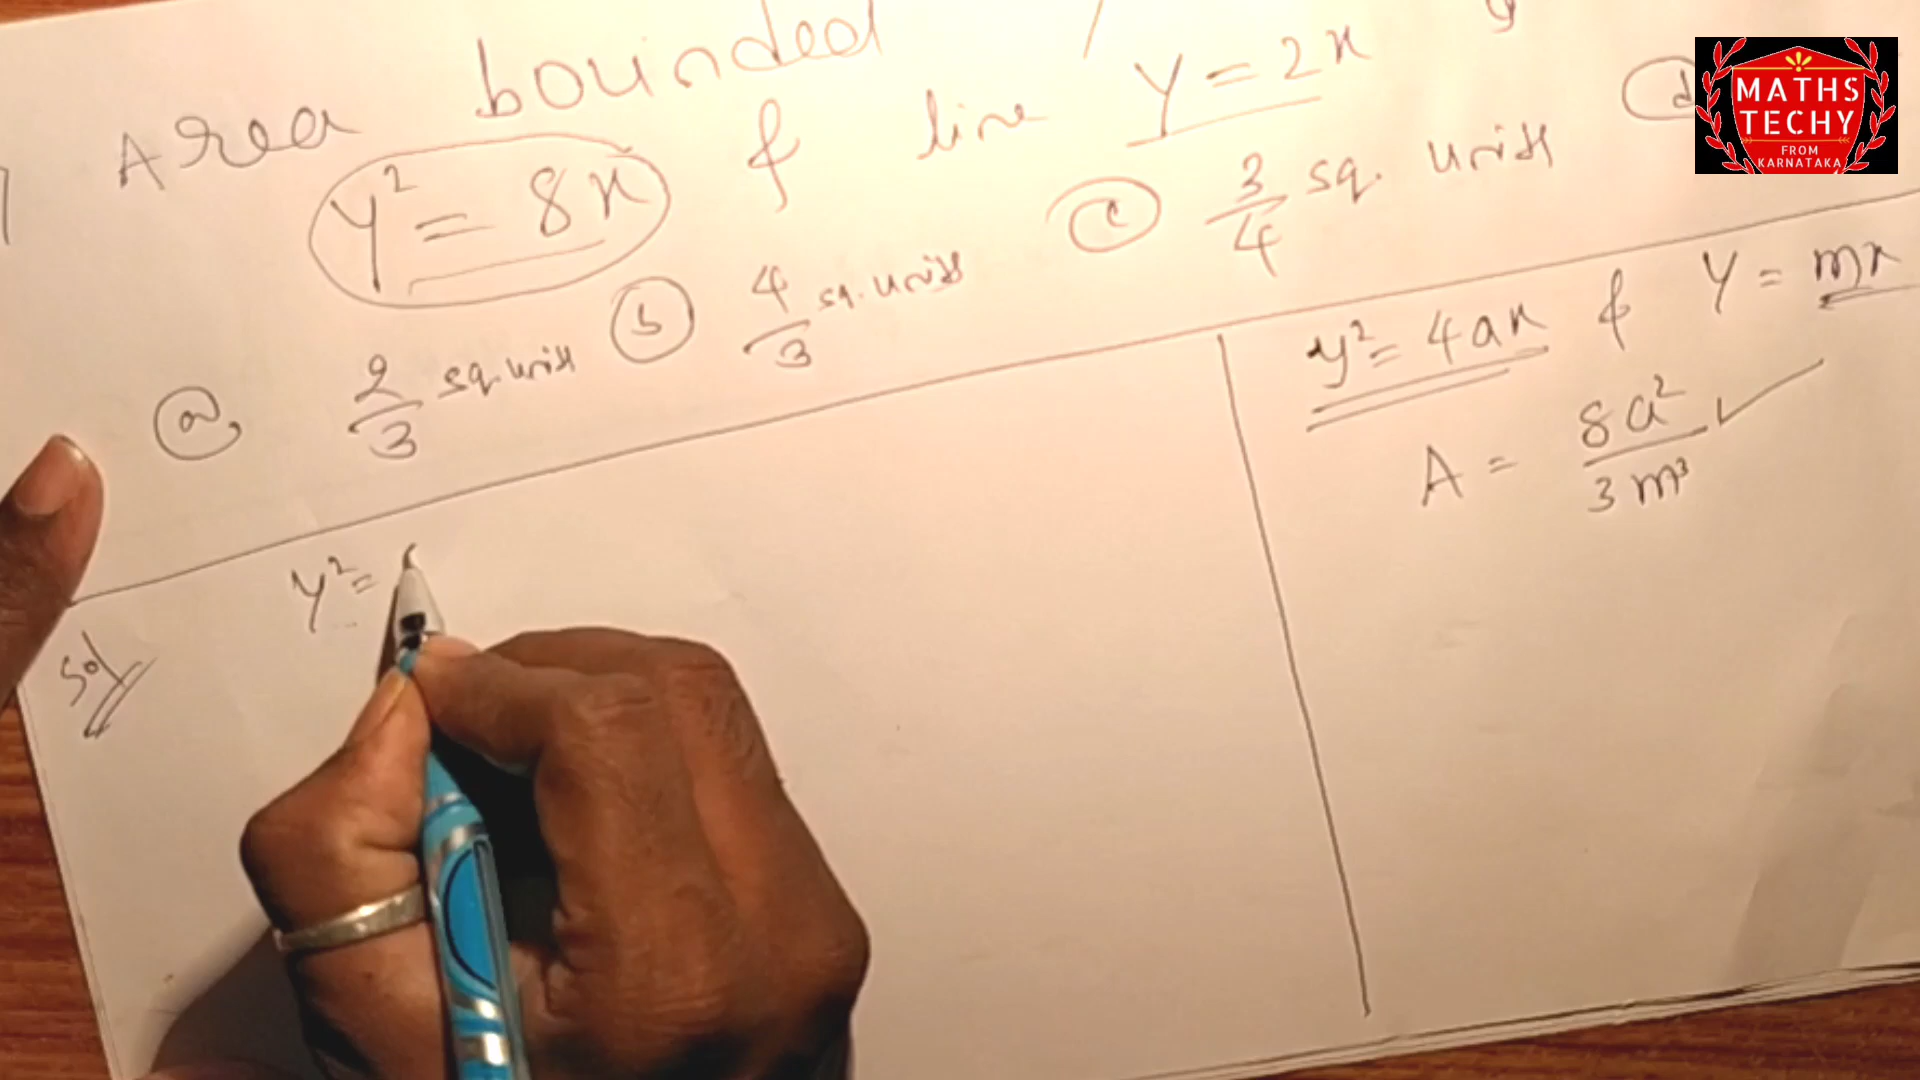 Area bounded
y² = 8x & line y = 2x
ⓐ 2/3 sq. units ⓑ 4/3 sq. units ⓒ 3/4 sq. units ⓓ
y² = 4ax & y = mx
A = 8a²/3m³
Sol
y² =
MATHS
TECHY
FROM
KARNATAKA